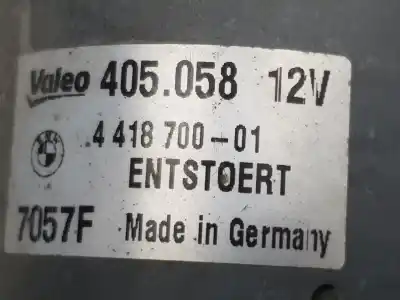 Valeo 405.058 12V
.4 418 700-01
ENTSTOERT
7057F Made in Germany